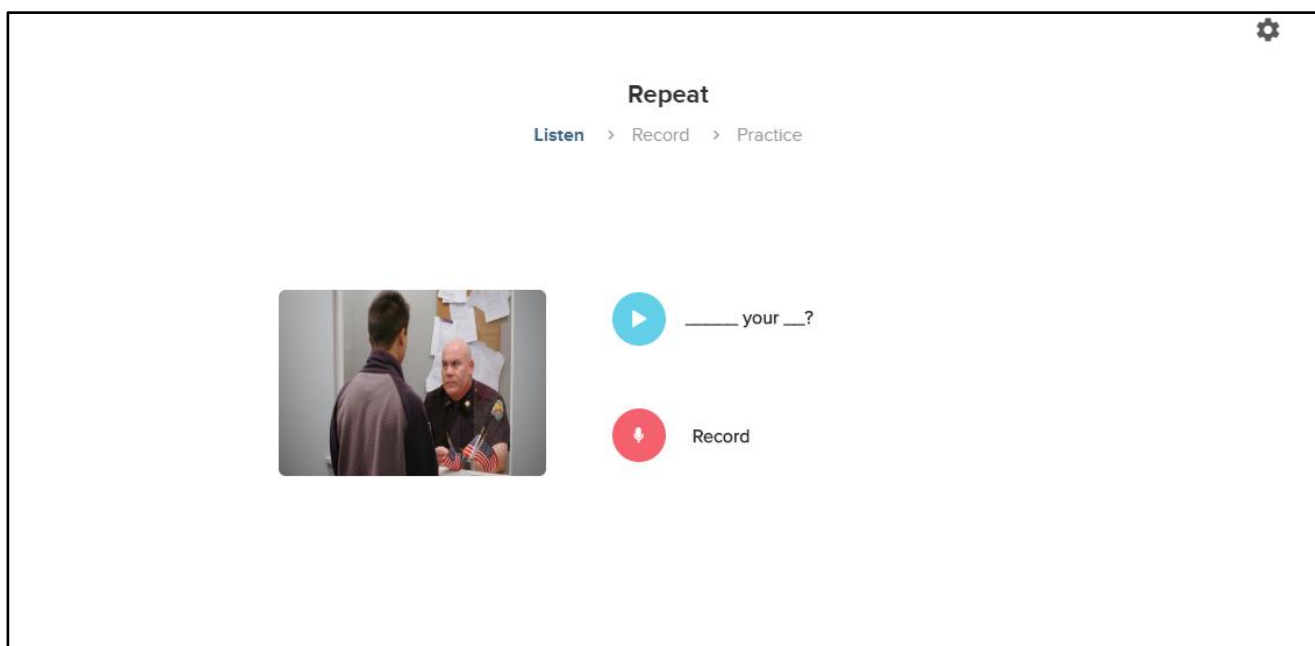 Repeat
Listen > Record > Practice
_____ your __?
Record